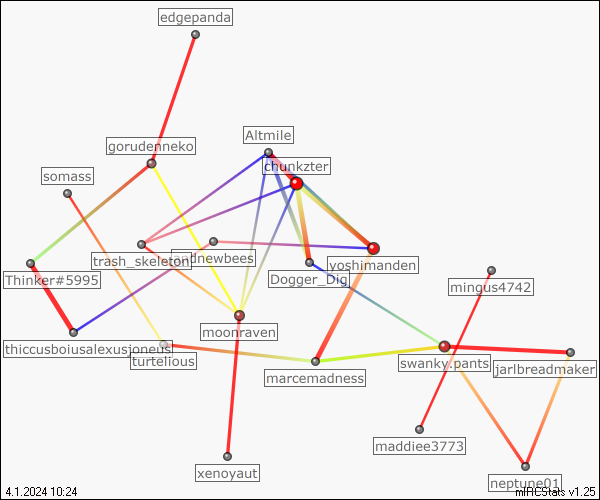 edgepanda
Altmile
gorudenneko
chunkzter
somass
trash_skeleton
andrewbees
yoshimanden
Thinker#5995
Dogger_Dig
mingus4742
moonraven
thiccusboiusalexusjoneus
turtelious
marcemadness
swanky.pants
jarlbreadmaker
maddiee3773
xenoyaut
neptune01
4.1.2024 10:24
mIRCStats v1.25